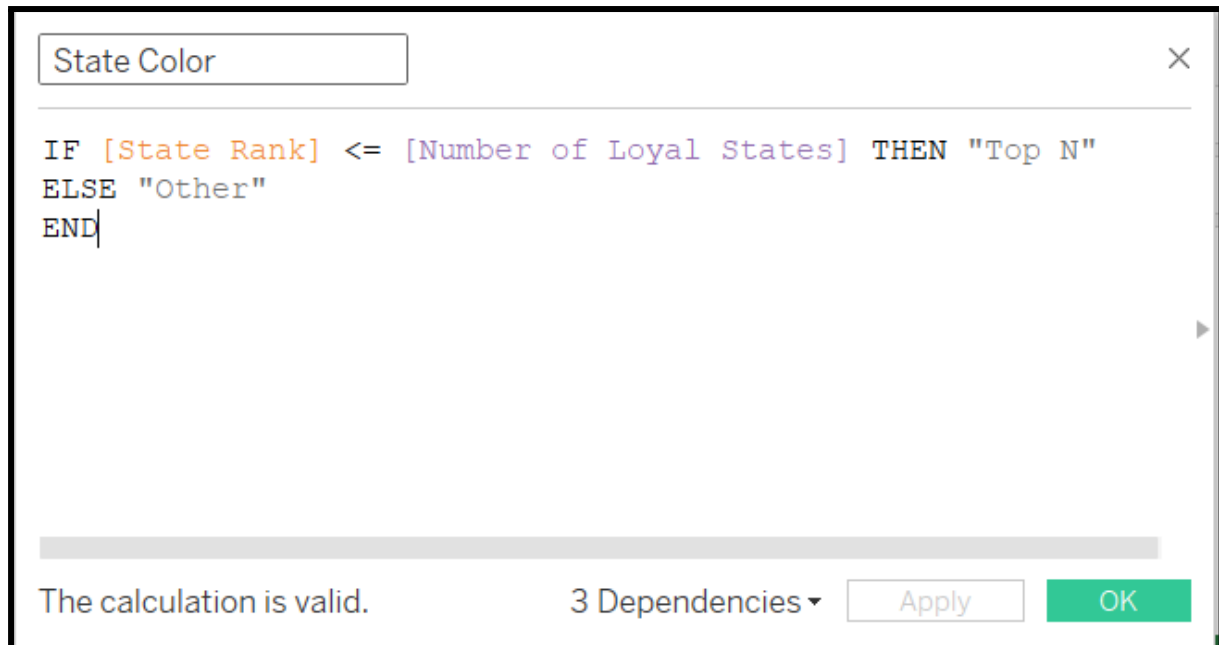 State Color
IF [State Rank] <= [Number of Loyal States] THEN "Top N"
ELSE "Other"
END
The calculation is valid.
3 Dependencies
Apply
OK